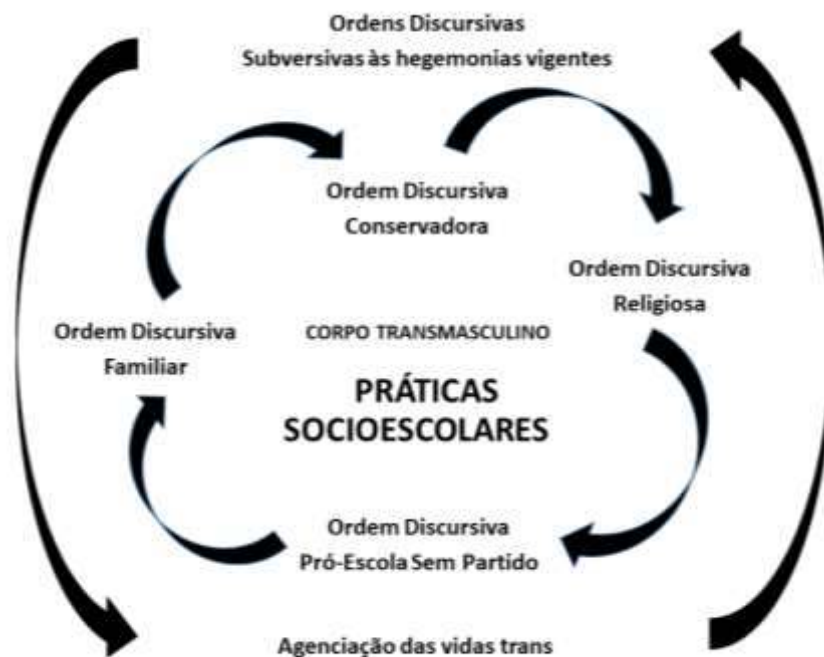 Ordens Discursivas
Subversivas às hegemonias vigentes
Ordem Discursiva
Conservadora
Ordem Discursiva
Religiosa
Ordem Discursiva
Familiar
CORPO TRANSMASCULINO
PRÁTICAS
SOCIOESCOLARES
Ordem Discursiva
Pró-Escola Sem Partido
Agenciação das vidas trans